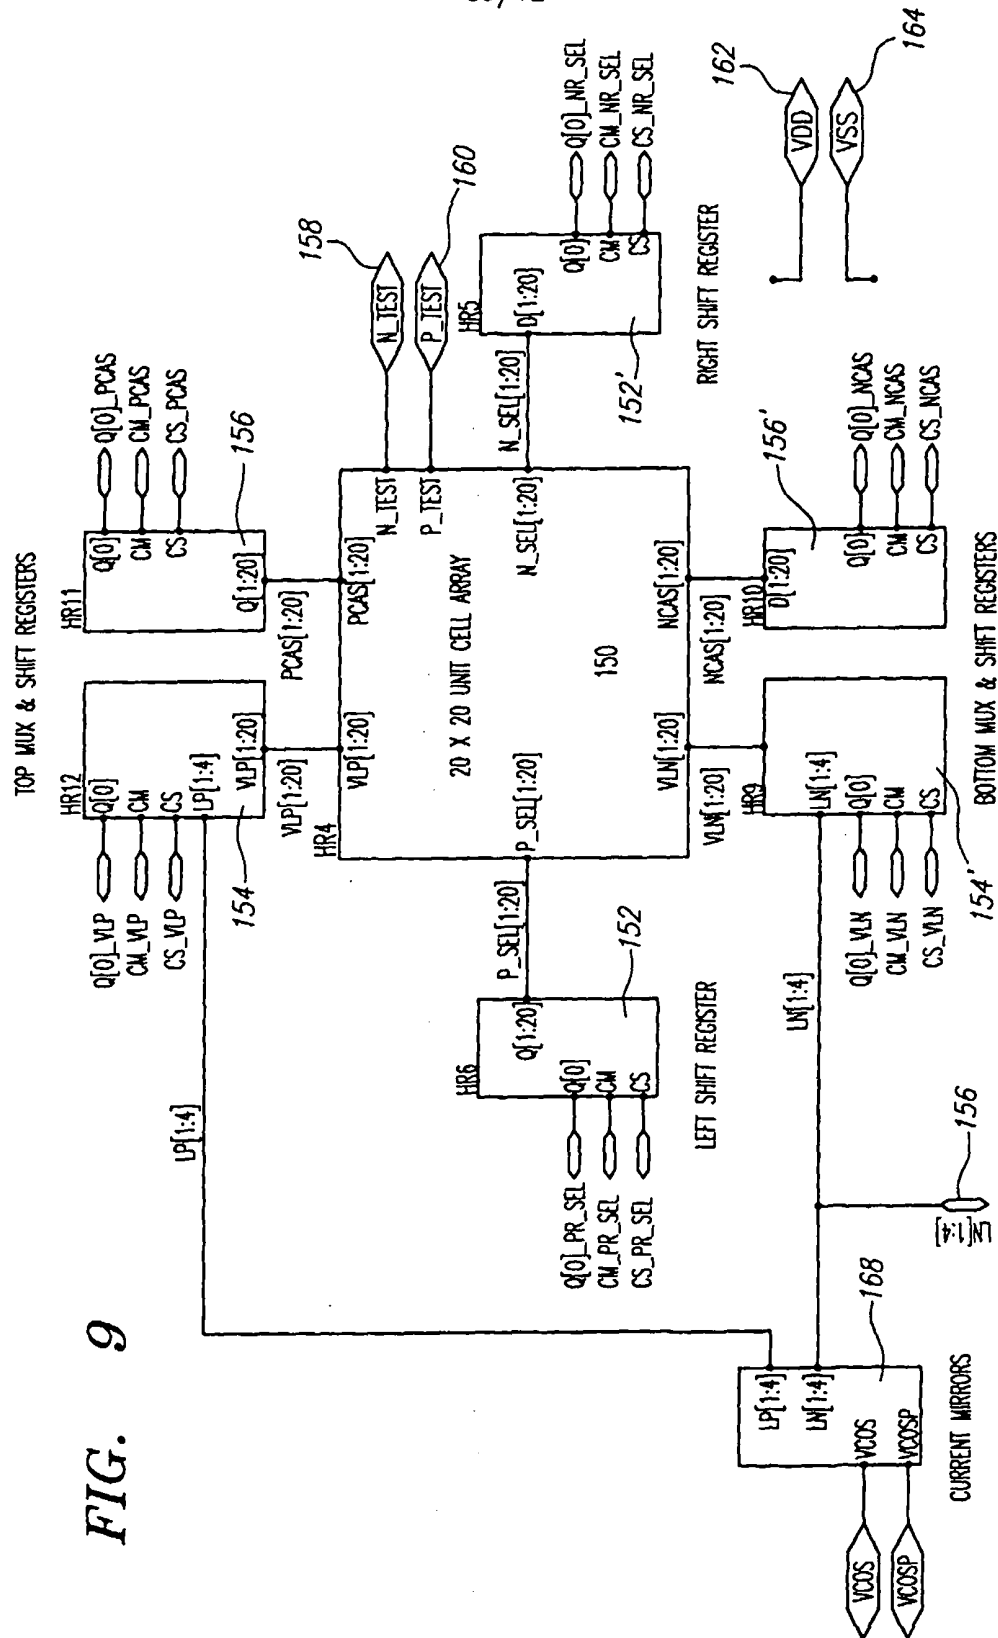 FIG. 9
TOP MUX & SHIFT REGISTERS
HR12
Q[0]
CM
CS
LP[1:4]
VLP[1:20]
Q[0]_VLP
CM_VLP
CS_VLP
154
HR11
Q[0]
CM
CS
Q[1:20]
Q[0]_PCAS
CM_PCAS
CS_PCAS
156
LP[1:4]
VLP[1:20]
PCAS[1:20]
HR4
VLP[1:20]
PCAS[1:20]
N_TEST
P_TEST
20 X 20 UNIT CELL ARRAY
150
P_SEL[1:20]
N_SEL[1:20]
VLN[1:20]
NCAS[1:20]
N_TEST
158
P_TEST
160
HR6
Q[1:20]
Q[0]
CM
CS
152
P_SEL[1:20]
Q[0]_PR_SEL
CM_PR_SEL
CS_PR_SEL
LEFT SHIFT REGISTER
N_SEL[1:20]
HR5
D[1:20]
Q[0]
CM
CS
152'
Q[0]_NR_SEL
CM_NR_SEL
CS_NR_SEL
RIGHT SHIFT REGISTER
VDD
162
VSS
164
VLN[1:20]
NCAS[1:20]
HR9
LN[1:4]
Q[0]
CM
CS
Q[0]_VLN
CM_VLN
CS_VLN
154'
HR10
D[1:20]
Q[0]
CM
CS
156'
Q[0]_NCAS
CM_NCAS
CS_NCAS
BOTTOM MUX & SHIFT REGISTERS
LN[1:4]
LN[1:4]
156
LP[1:4]
LN[1:4]
VCOS
VCOSP
168
VCOS
VCOSP
CURRENT MIRRORS